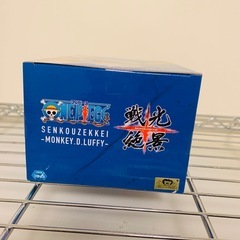 ONE PIECE
戦光絶景
SENKOUZEKKEI
-MONKEY.D.LUFFY-